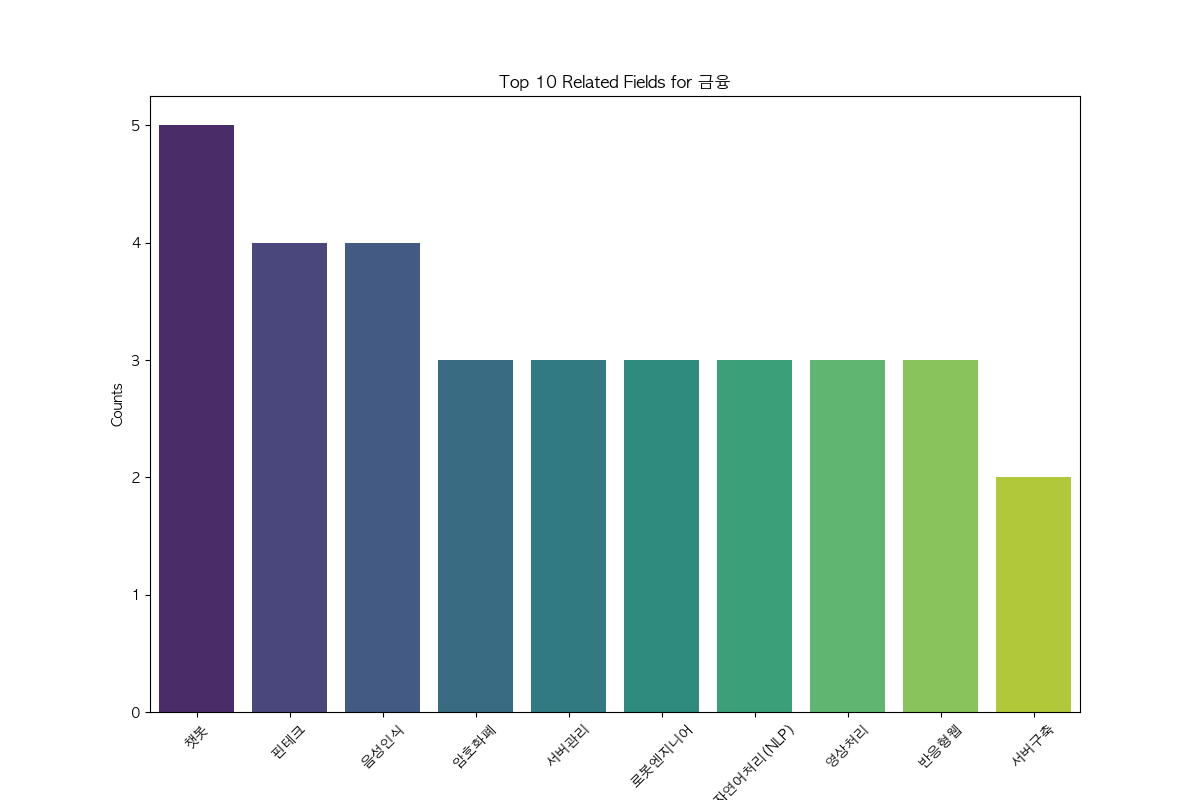 Top 10 Related Fields for 금융
Counts
5
4
3
2
1
0
챗봇
핀테크
음성인식
암호화폐
서버관리
로봇엔지니어
자연어처리(NLP)
영상처리
반응형웹
서버구축